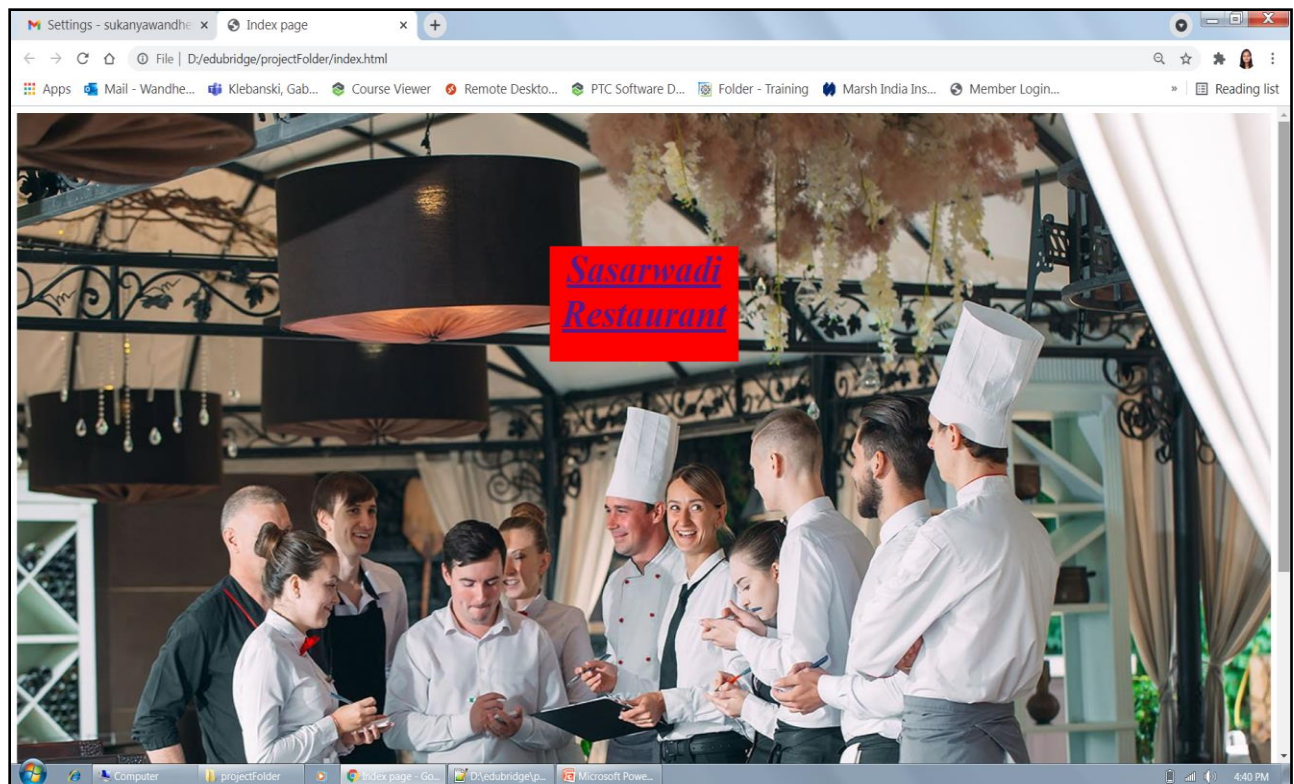 Settings - sukanyawandhe
Index page
File | D:/edubridge/projectFolder/index.html
Apps Mail - Wandhe... Klebanski, Gab... Course Viewer Remote Deskto... PTC Software D... Folder - Training Marsh India Ins... Member Login... » Reading list
Sasarwadi
Restaurant
Computer projectFolder Index page - Go... D:\edubridge\p... Microsoft Powe... 4:40 PM